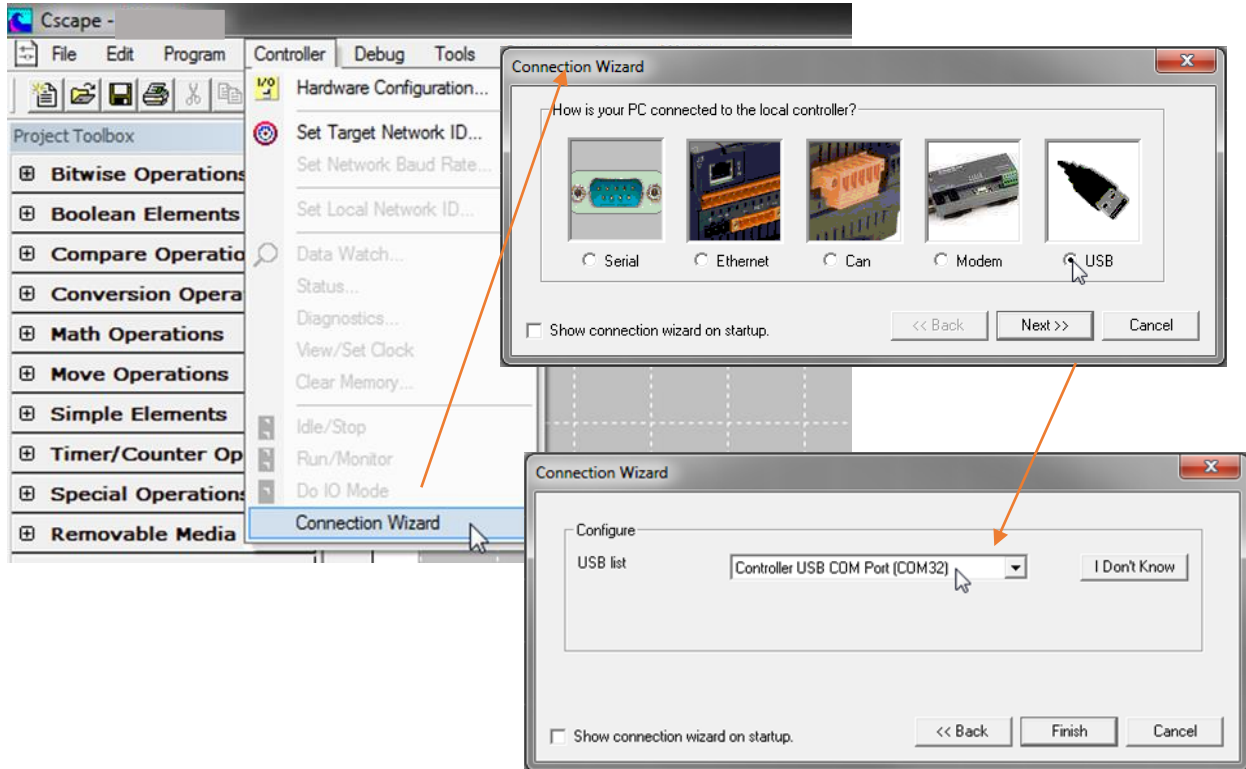 Cscape -
File Edit Program Controller Debug Tools
Project Toolbox
Bitwise Operations
Boolean Elements
Compare Operatio
Conversion Opera
Math Operations
Move Operations
Simple Elements
Timer/Counter Op
Special Operations
Removable Media
I/O
Hardware Configuration...
Set Target Network ID...
Set Network Baud Rate...
Set Local Network ID...
Data Watch...
Status...
Diagnostics...
View/Set Clock
Clear Memory...
Idle/Stop
Run/Monitor
Do IO Mode
Connection Wizard
Connection Wizard
How is your PC connected to the local controller?
Serial Ethernet Can Modem USB
Show connection wizard on startup.
<< Back Next >> Cancel
Connection Wizard
Configure
USB list Controller USB COM Port (COM32) I Don't Know
Show connection wizard on startup.
<< Back Finish Cancel